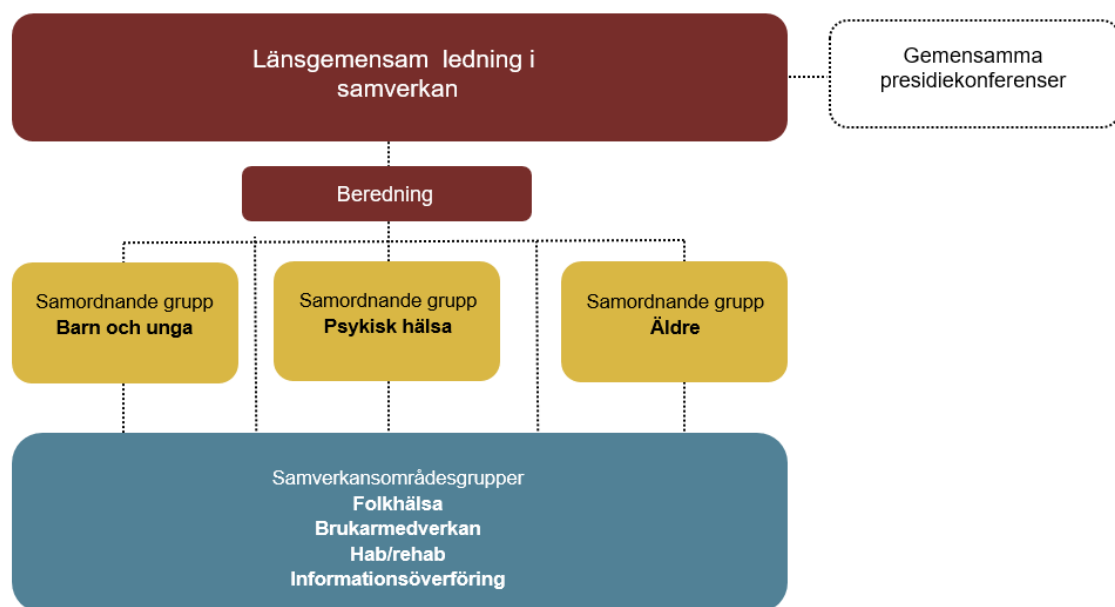 Länsgemensam ledning i
samverkan
Gemensamma
presidiekonferenser
Beredning
Samordnande grupp
Barn och unga
Samordnande grupp
Psykisk hälsa
Samordnande grupp
Äldre
Samverkansområdesgrupper
Folkhälsa
Brukarmedverkan
Hab/rehab
Informationsöverföring